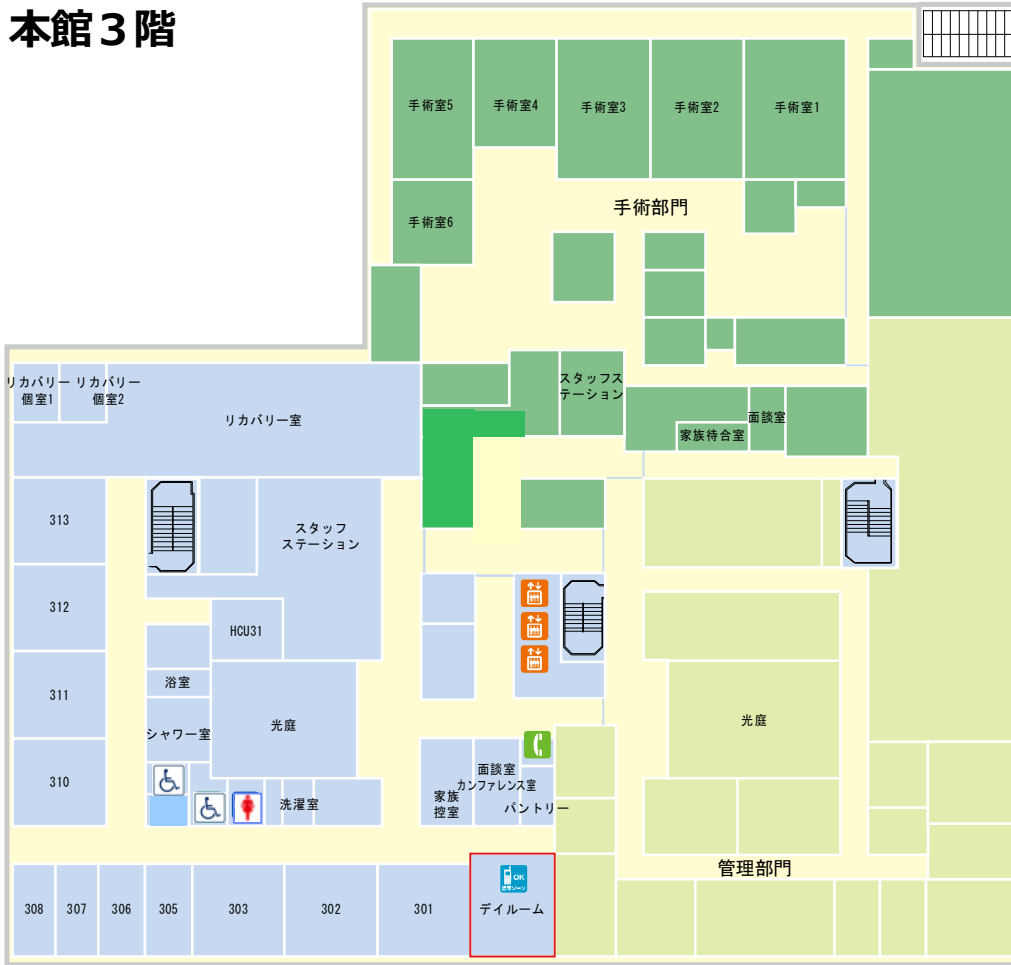 本館３階
手術室5
手術室4
手術室3
手術室2
手術室1
手術部門
手術室6
リカバリー
個室1
リカバリー
個室2
リカバリー室
スタッフス
テーション
面談室
家族待合室
313
スタッフ
ステーション
312
HCU31
311
浴室
シャワー室
光庭
光庭
310
洗濯室
家族
控室
面談室
カンファレンス室
パントリー
管理部門
OK
携帯ゾーン
デイルーム
308
307
306
305
303
302
301